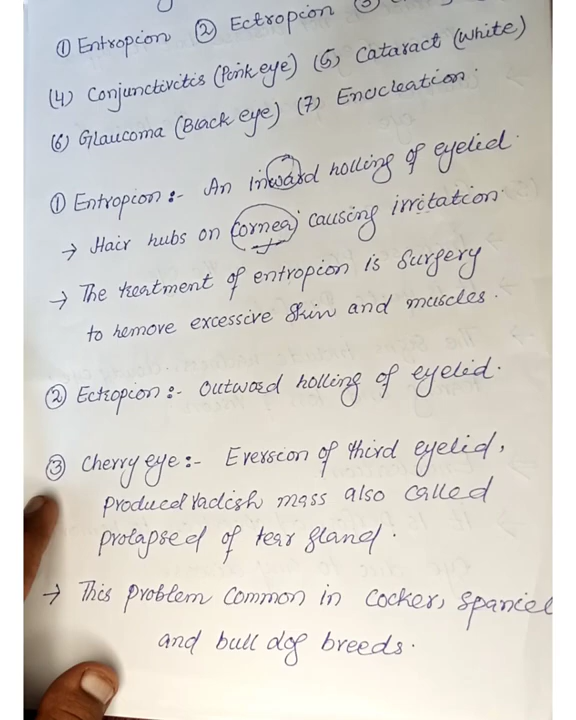 ① Entropion ② Ectropion ③
(4) Conjunctivitis (Pink eye) (5) Cataract (White)
(6) Glaucoma (Black eye) (7) Enucleation.
① Entropion :- An inward rolling of eyelid.
→ Hair rubs on cornea causing irritation.
→ The treatment of entropion is surgery
to remove excessive skin and muscles.
② Ectropion :- Outward rolling of eyelid.
③ Cherry eye :- Eversion of third eyelid,
Produced radish mass also called
prolapsed of tear gland.
→ This problem common in cocker, spaniel
and bull dog breeds.